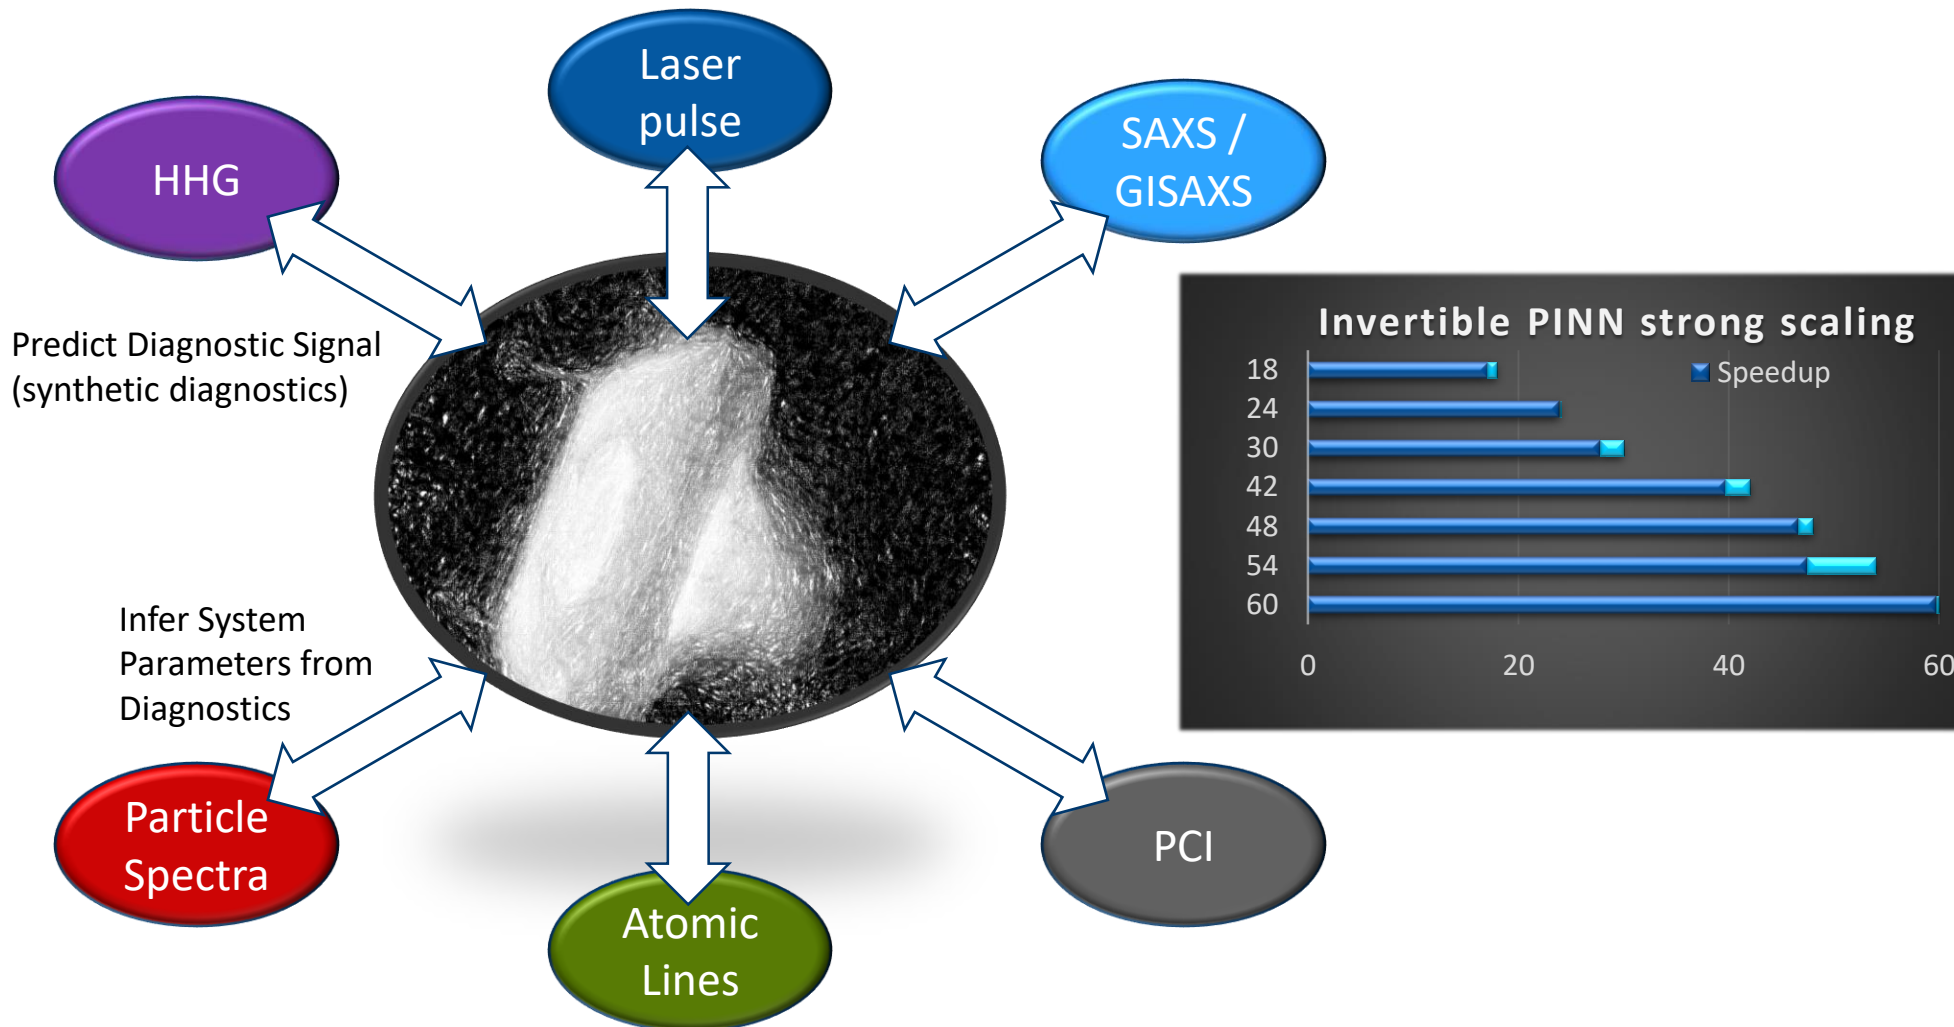 Laser
pulse
HHG
SAXS /
GISAXS
Predict Diagnostic Signal
(synthetic diagnostics)
Invertible PINN strong scaling
Speedup
18
24
30
42
48
54
60
0 20 40 60
Infer System
Parameters from
Diagnostics
Particle
Spectra
PCI
Atomic
Lines